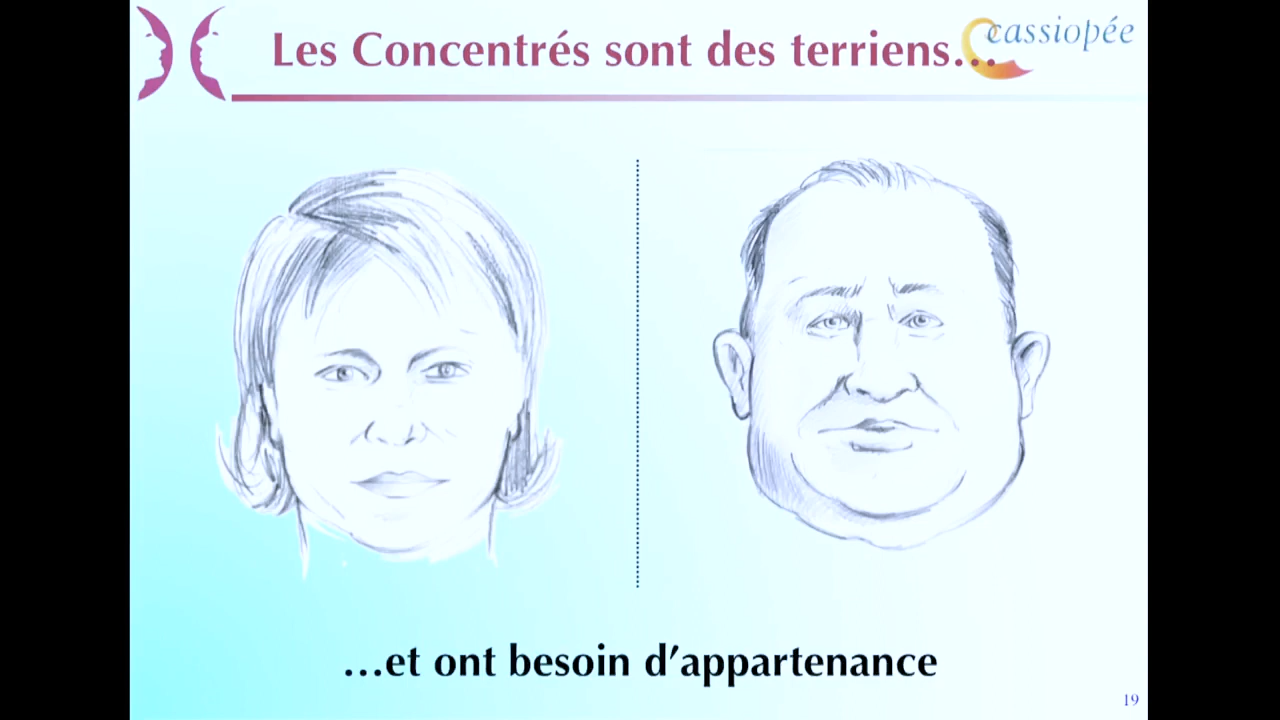 Les Concentrés sont des terriens...
cassiopée
...et ont besoin d'appartenance
19